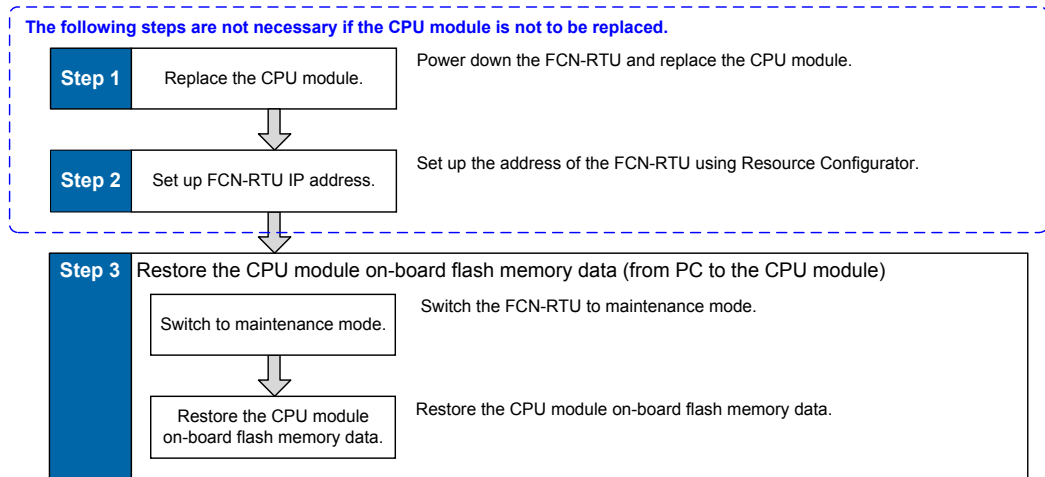 The following steps are not necessary if the CPU module is not to be replaced.
Step 1
Replace the CPU module.
Power down the FCN-RTU and replace the CPU module.
Step 2
Set up FCN-RTU IP address.
Set up the address of the FCN-RTU using Resource Configurator.
Step 3
Restore the CPU module on-board flash memory data (from PC to the CPU module)
Switch to maintenance mode.
Switch the FCN-RTU to maintenance mode.
Restore the CPU module
on-board flash memory data.
Restore the CPU module on-board flash memory data.